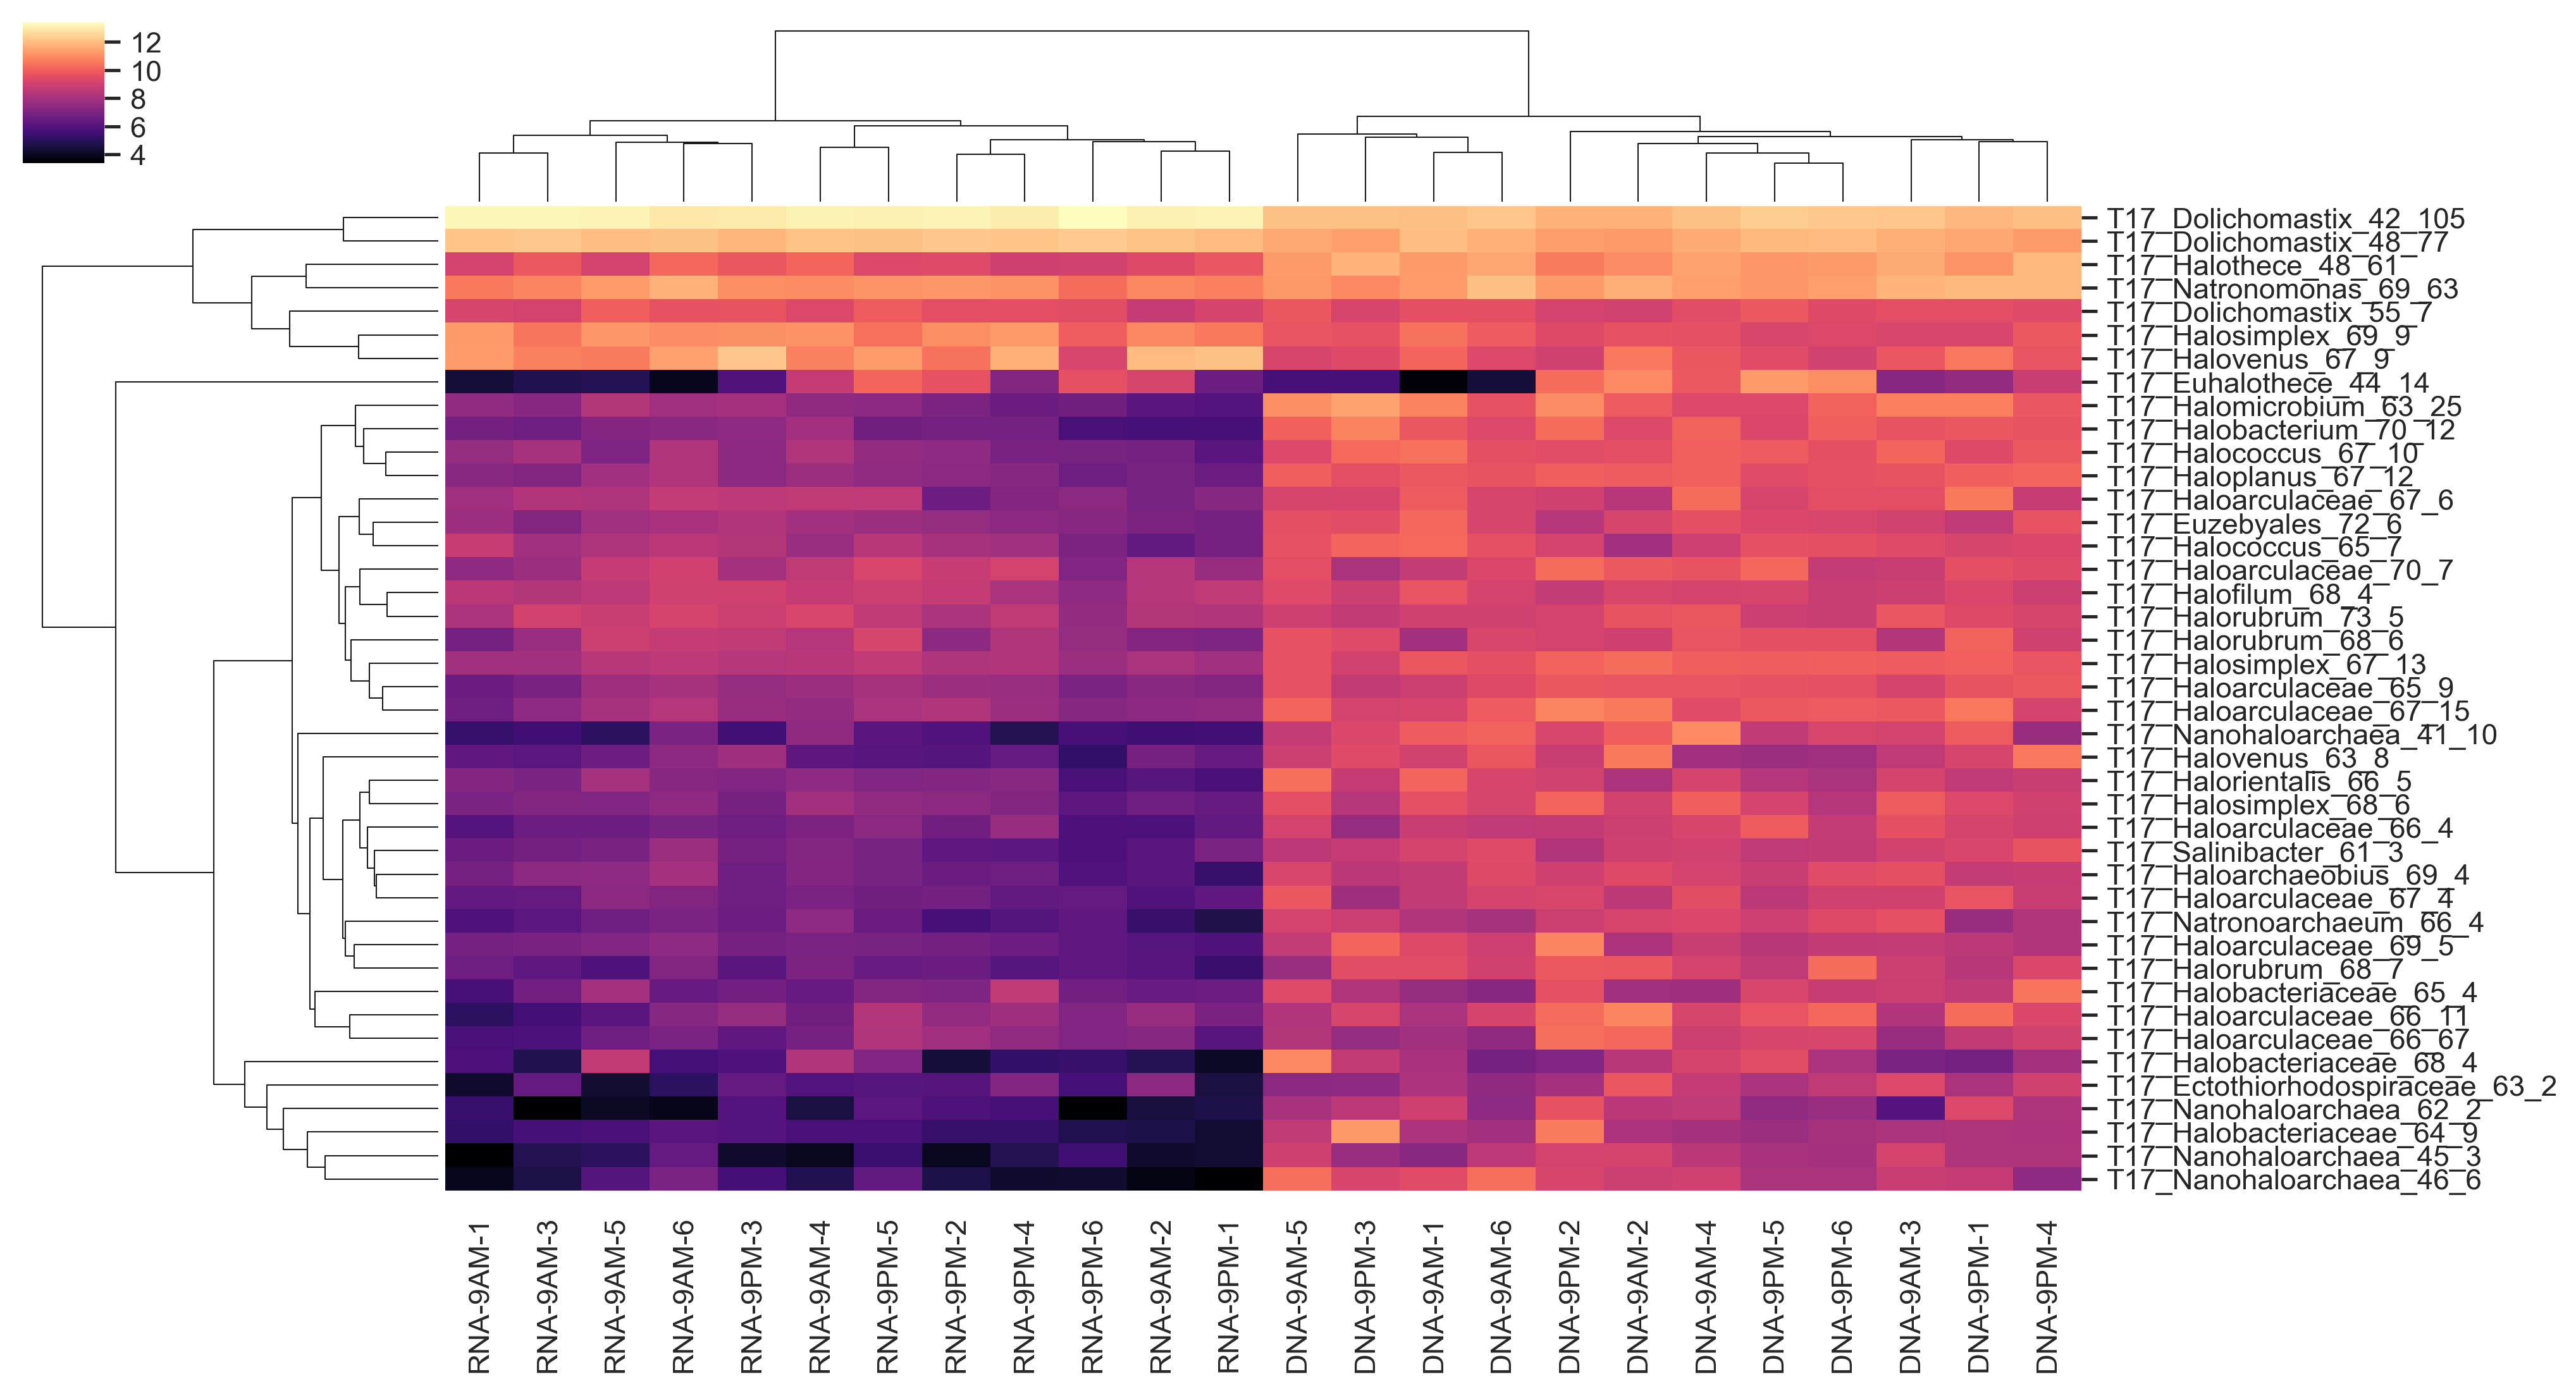 12
10
8
6
4
T17_Dolichomastix_42_105
T17_Dolichomastix_48_77
T17_Halothece_48_61
T17_Natronomonas_69_63
T17_Dolichomastix_55_7
T17_Halosimplex_69_9
T17_Halovenus_67_9
T17_Euhalothece_44_14
T17_Halomicrobium_63_25
T17_Halobacterium_70_12
T17_Halococcus_67_10
T17_Haloplanus_67_12
T17_Haloarculaceae_67_6
T17_Euzebyales_72_6
T17_Halococcus_65_7
T17_Haloarculaceae_70_7
T17_Halofilum_68_4
T17_Halorubrum_73_5
T17_Halorubrum_68_6
T17_Halosimplex_67_13
T17_Haloarculaceae_65_9
T17_Haloarculaceae_67_15
T17_Nanohaloarchaea_41_10
T17_Halovenus_63_8
T17_Halorientalis_66_5
T17_Halosimplex_68_6
T17_Haloarculaceae_66_4
T17_Salinibacter_61_3
T17_Haloarchaeobius_69_4
T17_Haloarculaceae_67_4
T17_Natronoarchaeum_66_4
T17_Haloarculaceae_69_5
T17_Halorubrum_68_7
T17_Halobacteriaceae_65_4
T17_Haloarculaceae_66_11
T17_Haloarculaceae_66_67
T17_Halobacteriaceae_68_4
T17_Ectothiorhodospiraceae_63_2
T17_Nanohaloarchaea_62_2
T17_Halobacteriaceae_64_9
T17_Nanohaloarchaea_45_3
T17_Nanohaloarchaea_46_6
RNA-9AM-1
RNA-9AM-3
RNA-9AM-5
RNA-9AM-6
RNA-9PM-3
RNA-9AM-4
RNA-9PM-5
RNA-9PM-2
RNA-9PM-4
RNA-9PM-6
RNA-9AM-2
RNA-9PM-1
DNA-9AM-5
DNA-9PM-3
DNA-9AM-1
DNA-9AM-6
DNA-9PM-2
DNA-9AM-2
DNA-9AM-4
DNA-9PM-5
DNA-9PM-6
DNA-9AM-3
DNA-9PM-1
DNA-9PM-4